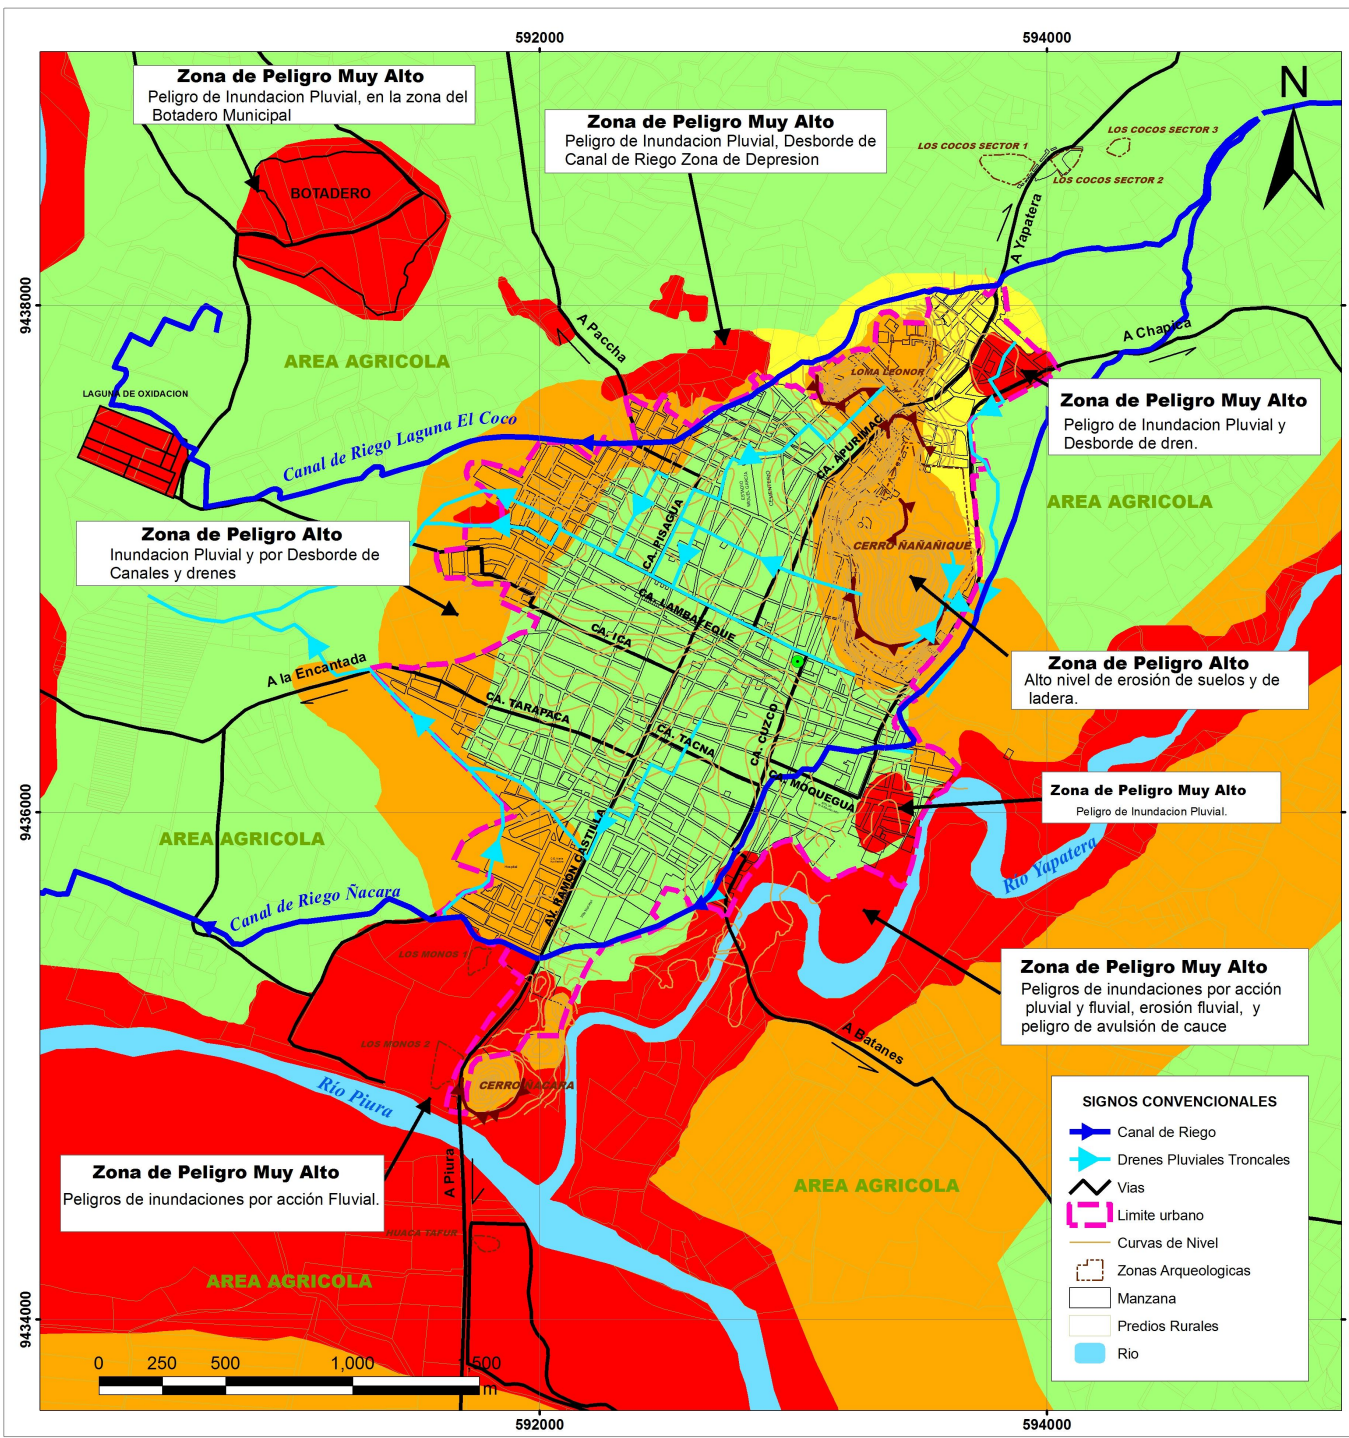 592000
594000
9438000
9436000
9434000
592000
594000
N
Zona de Peligro Muy Alto
Peligro de Inundacion Pluvial, en la zona del
Botadero Municipal
Zona de Peligro Muy Alto
Peligro de Inundacion Pluvial, Desborde de
Canal de Riego Zona de Depresion
LOS COCOS SECTOR 1
LOS COCOS SECTOR 3
LOS COCOS SECTOR 2
BOTADERO
A Yapatera
A Paccha
A Chapica
AREA AGRICOLA
LAGUNA DE OXIDACION
LOMA LEONOR
Zona de Peligro Muy Alto
Peligro de Inundacion Pluvial y
Desborde de dren.
Canal de Riego Laguna El Coco
CA. APURIMAC
CEMENTERIO
AREA AGRICOLA
Zona de Peligro Alto
Inundacion Pluvial y por Desborde de
Canales y drenes
CA. PISAGUA
CERRO ÑAÑAÑIQUE
CA. LAMBAYEQUE
CA. ICA
A la Encantada
Zona de Peligro Alto
Alto nivel de erosión de suelos y de
ladera.
CA. TARAPACA
CA. TACNA
CA. CUZCO
CA. MOQUEGUA
Zona de Peligro Muy Alto
Peligro de Inundacion Pluvial.
AREA AGRICOLA
AV. RAMON CASTILLA
Río Yapatera
Canal de Riego Ñacara
LOS MONOS 1
Zona de Peligro Muy Alto
Peligros de inundaciones por acción
pluvial y fluvial, erosión fluvial, y
peligro de avulsión de cauce
LOS MONOS 2
A Batanes
CERRO ÑACARA
Río Piura
Zona de Peligro Muy Alto
Peligros de inundaciones por acción Fluvial.
A Piura
HUACA TAFUR
AREA AGRICOLA
AREA AGRICOLA
SIGNOS CONVENCIONALES
Canal de Riego
Drenes Pluviales Troncales
Vias
Limite urbano
Curvas de Nivel
Zonas Arqueologicas
Manzana
Predios Rurales
Rio
0 250 500 1,000 1,500
m